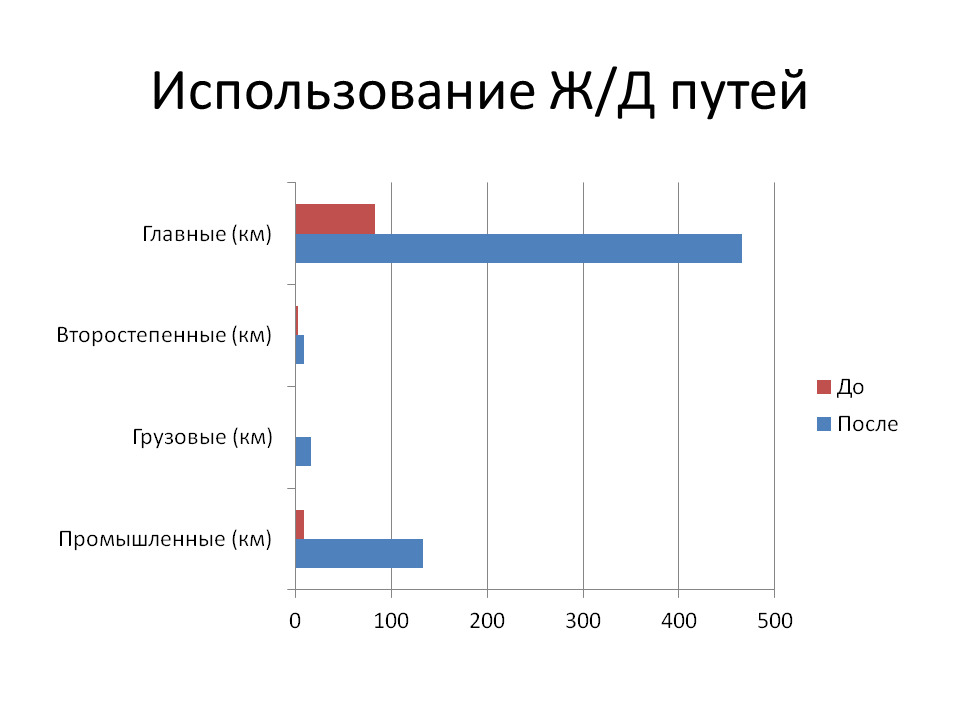 Использование Ж/Д путей
Главные (км)
Второстепенные (км)
Грузовые (км)
Промышленные (км)
До
После
0 100 200 300 400 500